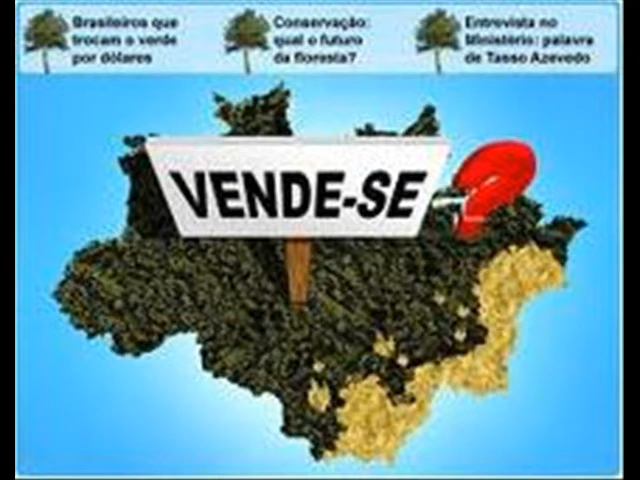 Brasileiros que
trocam o verde
por dólares
Conservação:
qual o futuro
da floresta?
Entrevista no
Ministério: palavra
de Tasso Azevedo
VENDE-SE